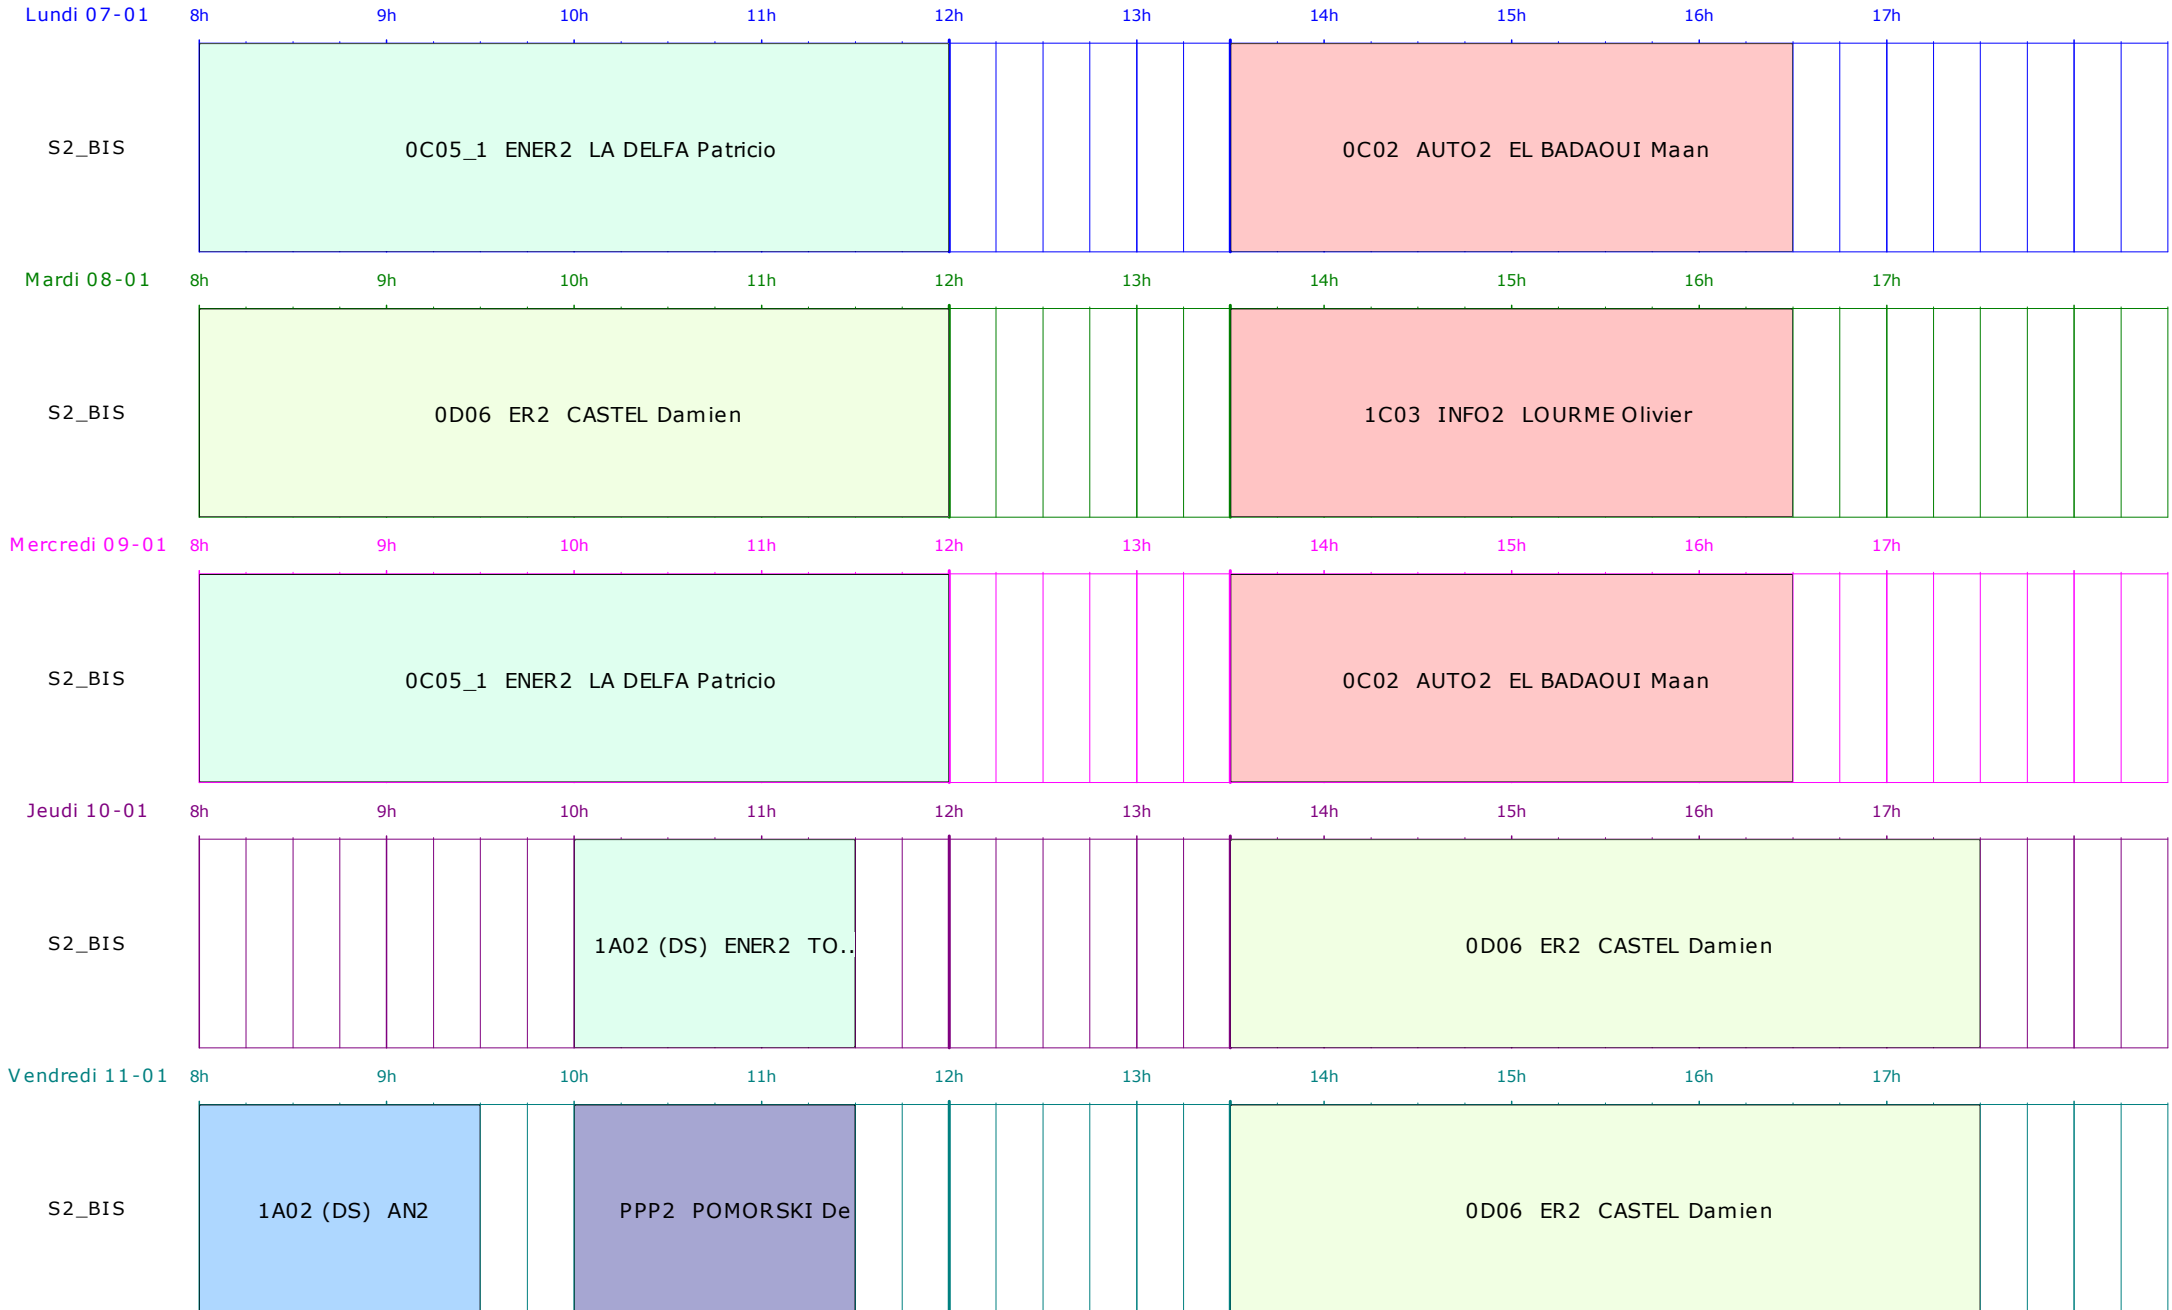 Lundi 07-01 8h 9h 10h 11h 12h 13h 14h 15h 16h 17h
S2_BIS 0C05_1 ENER2 LA DELFA Patricio 0C02 AUTO2 EL BADAOUI Maan
Mardi 08-01 8h 9h 10h 11h 12h 13h 14h 15h 16h 17h
S2_BIS 0D06 ER2 CASTEL Damien 1C03 INFO2 LOURME Olivier
Mercredi 09-01 8h 9h 10h 11h 12h 13h 14h 15h 16h 17h
S2_BIS 0C05_1 ENER2 LA DELFA Patricio 0C02 AUTO2 EL BADAOUI Maan
Jeudi 10-01 8h 9h 10h 11h 12h 13h 14h 15h 16h 17h
S2_BIS 1A02 (DS) ENER2 TO.. 0D06 ER2 CASTEL Damien
Vendredi 11-01 8h 9h 10h 11h 12h 13h 14h 15h 16h 17h
S2_BIS 1A02 (DS) AN2 PPP2 POMORSKI De 0D06 ER2 CASTEL Damien